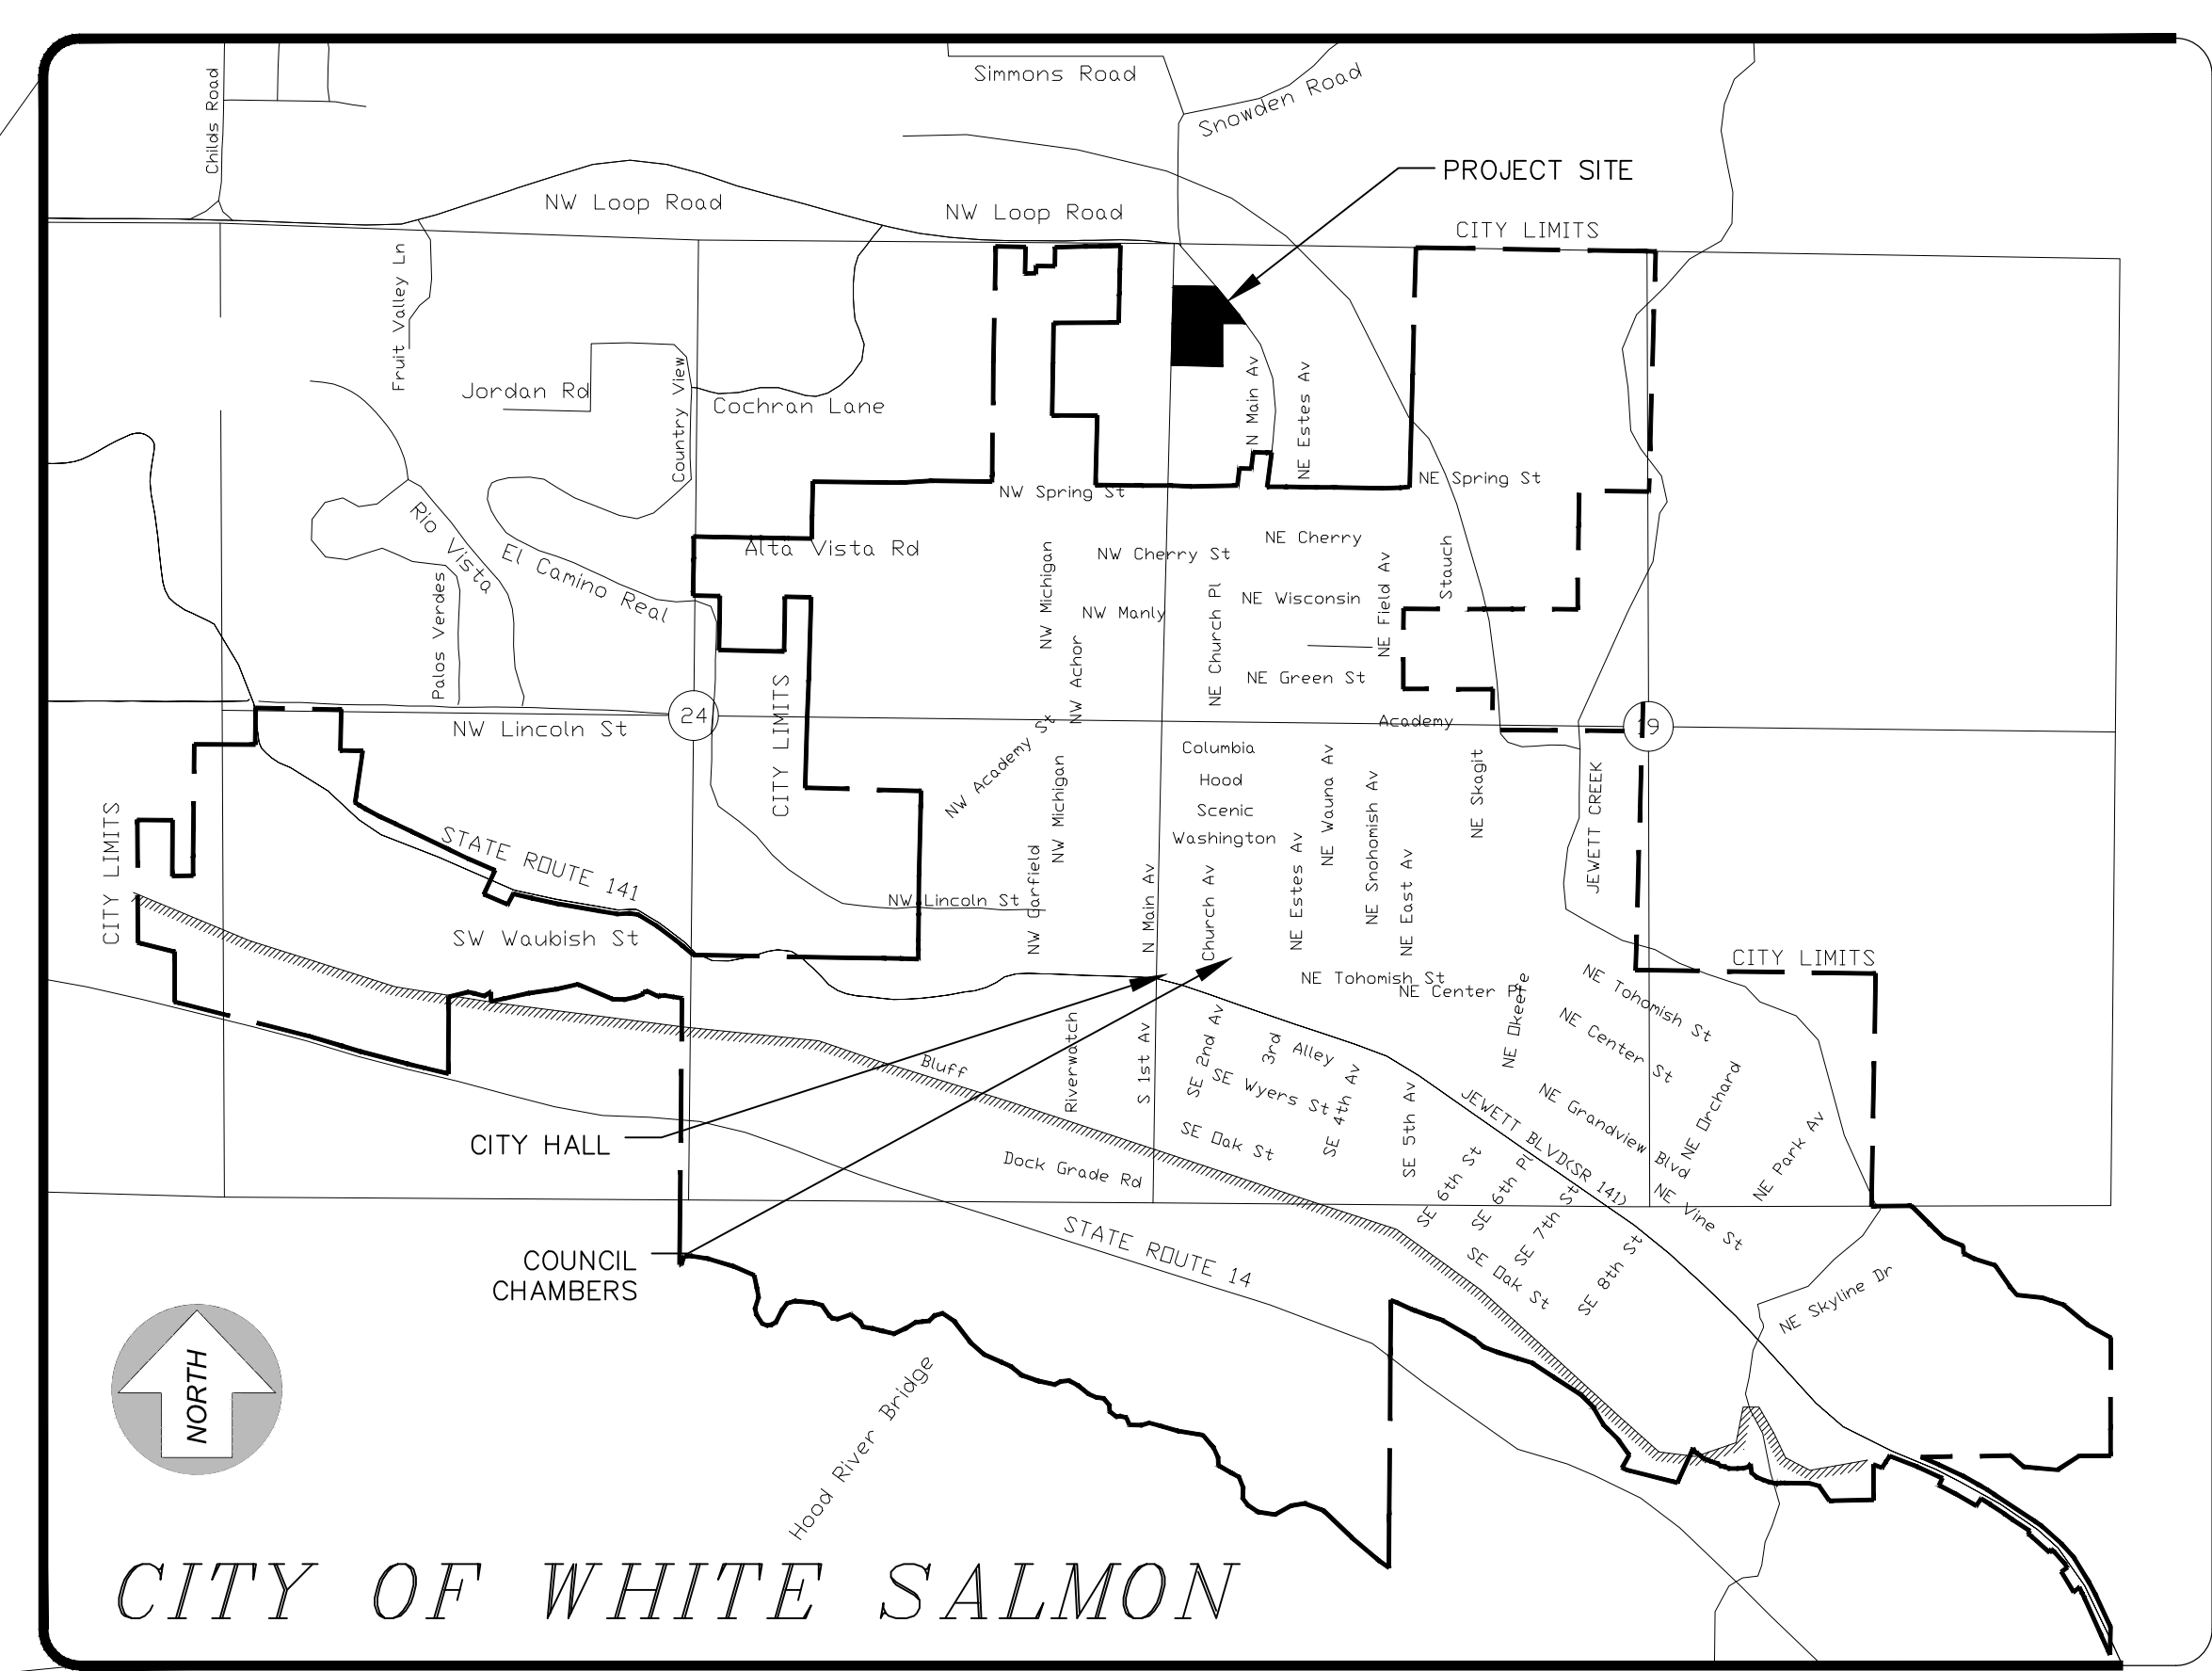 Simmons Road
Snowden Road
Childs Road
PROJECT SITE
NW Loop Road
NW Loop Road
CITY LIMITS
Fruit Valley Ln
Jordan Rd
Country View
Cochran Lane
N Main Av
NE Estes Av
NW Spring St
NE Spring St
Rio Vista
El Camino Real
Alta Vista Rd
NW Michigan
NW Cherry St
NE Cherry
NE Field Av
Stauch
Palos Verdes
NW Manly
NE Wisconsin
NW Achor
NE Church Pl
NE Green St
CITY LIMITS
24
NW Lincoln St
NW Academy St
Academy
19
Columbia
Hood
Scenic
Washington
NW Michigan
NE Wauna Av
NE Snohomish Av
NE Skagit
JEWETT CREEK
CITY LIMITS
STATE ROUTE 141
NW Lincoln St
NW Garfield
N Main Av
Church Av
NE Estes Av
NE East Av
SW Waubish St
CITY LIMITS
NE Tohomish St
NE Center Pl
NE Okeefe
NE Tohomish St
NE Center St
Bluff
Riverwatch
S 1st Av
SE 2nd Av
3rd
Alley
SE Wyers St
SE 4th Av
SE 5th Av
JEWETT BLVD(SR 141)
NE Grandview Blvd
NE Orchard
NE Park Av
CITY HALL
SE Oak St
Dock Grade Rd
SE 6th St
SE 6th Pl
SE 7th St
NE Vine St
STATE ROUTE 14
SE Oak St
SE 8th St
COUNCIL
CHAMBERS
NE Skyline Dr
NORTH
Hood River Bridge
CITY OF WHITE SALMON